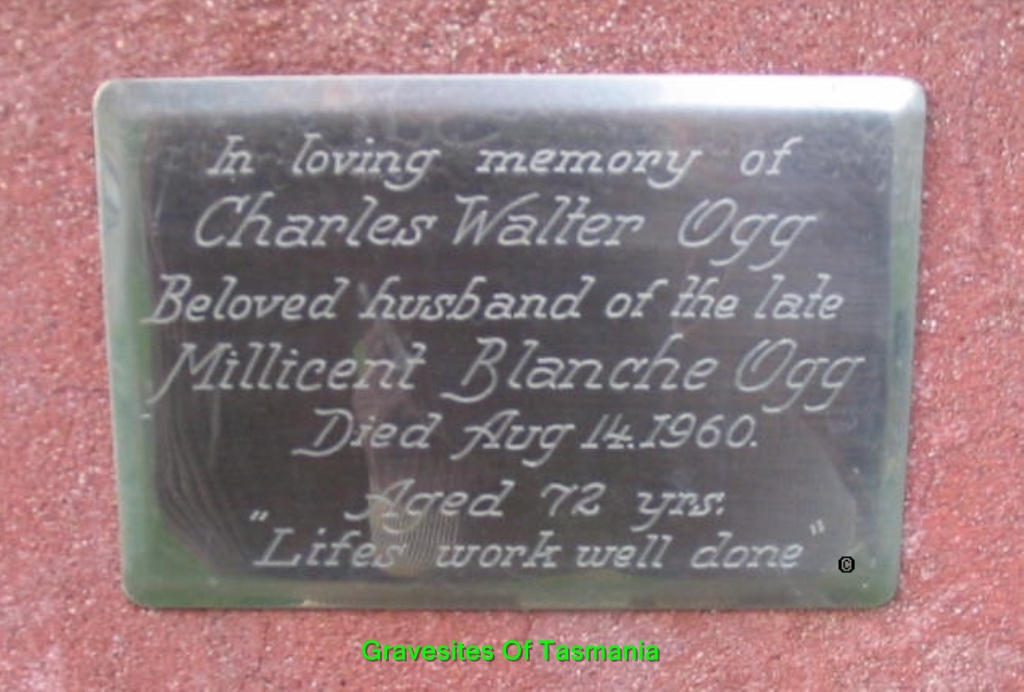 In loving memory of
Charles Walter Ogg
Beloved husband of the late
Millicent Blanche Ogg
Died Aug 14.1960.
Aged 72 yrs.
"Lifes work well done"
©
Gravesites Of Tasmania